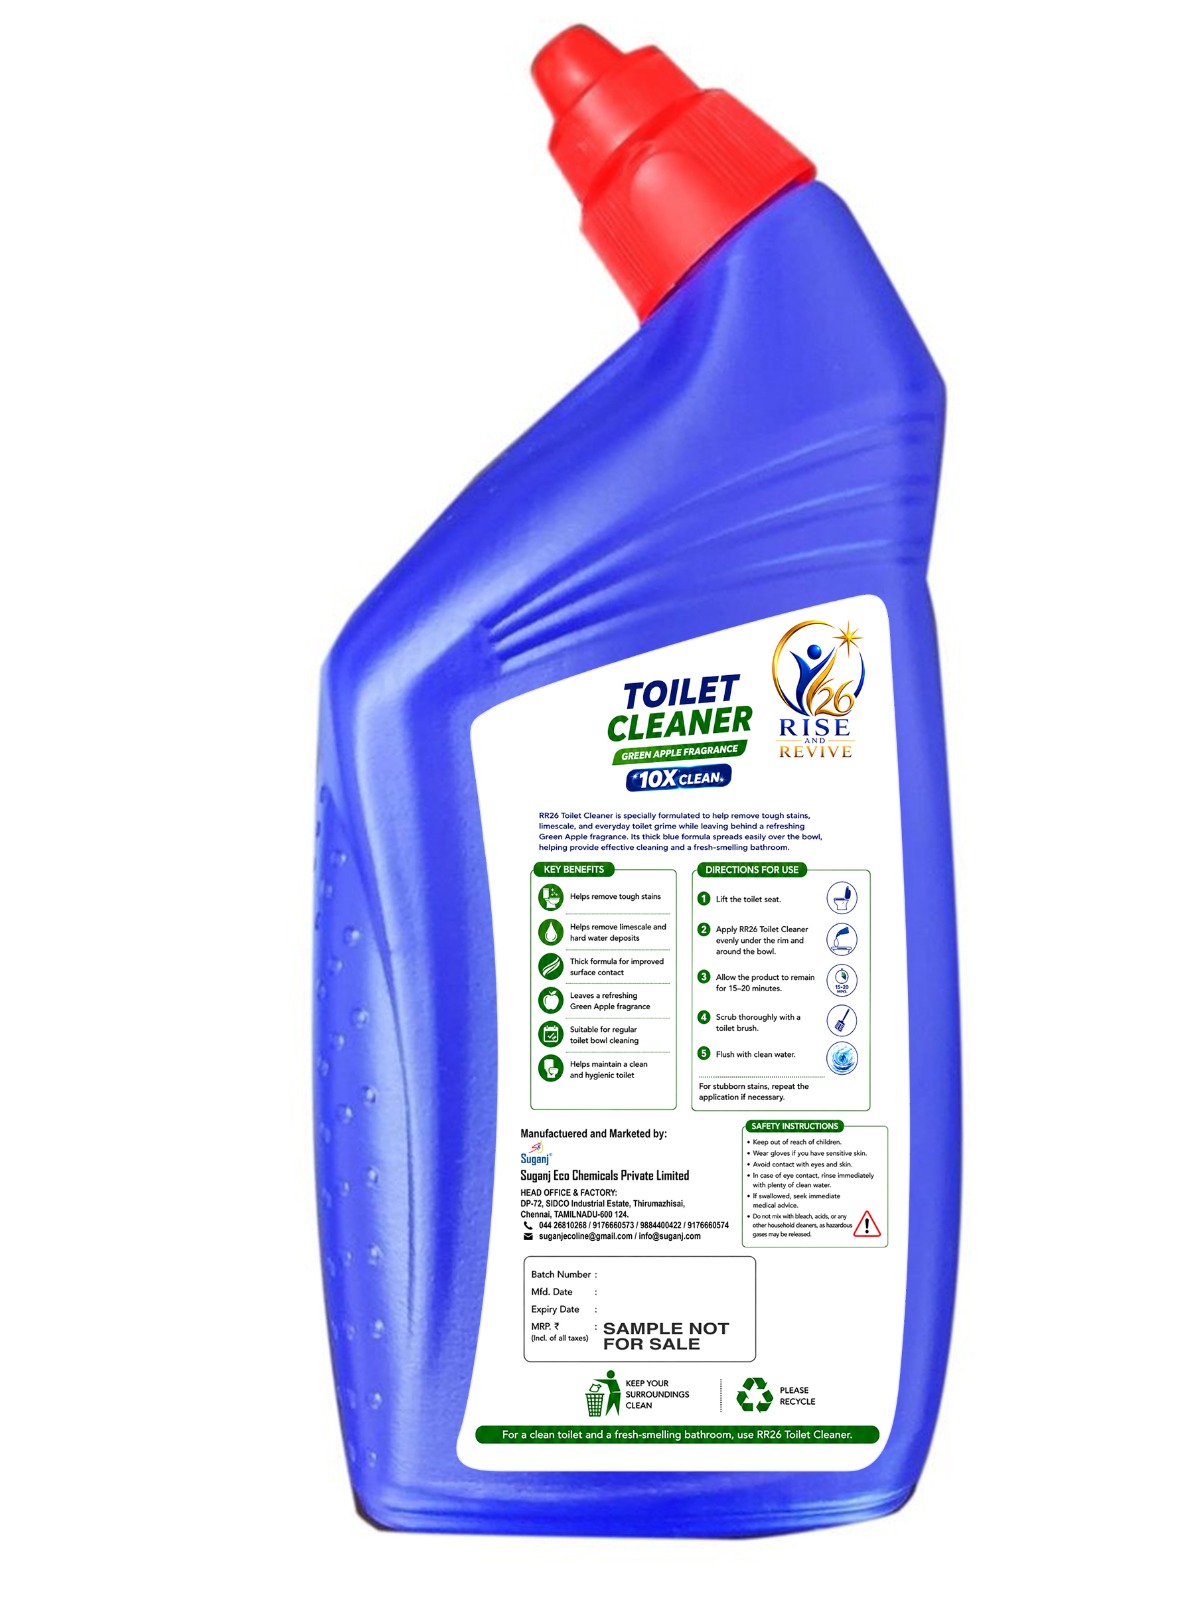 26
RISE
AND
REVIVE
TOILET
CLEANER
GREEN APPLE FRAGRANCE
10X CLEAN
RR26 Toilet Cleaner is specially formulated to help remove tough stains,
limescale, and everyday toilet grime while leaving behind a refreshing
Green Apple fragrance. Its thick blue formula spreads easily over the bowl,
helping provide effective cleaning and a fresh-smelling bathroom.
KEY BENEFITS
Helps remove tough stains
Helps remove limescale and
hard water deposits
Thick formula for improved
surface contact
Leaves a refreshing
Green Apple fragrance
Suitable for regular
toilet bowl cleaning
Helps maintain a clean
and hygienic toilet
DIRECTIONS FOR USE
1 Lift the toilet seat.
2 Apply RR26 Toilet Cleaner
evenly under the rim and
around the bowl.
3 Allow the product to remain
for 15–20 minutes.
15-20
MINS.
4 Scrub thoroughly with a
toilet brush.
5 Flush with clean water.
For stubborn stains, repeat the
application if necessary.
Manufactuered and Marketed by:
Suganj®
Suganj Eco Chemicals Private Limited
HEAD OFFICE & FACTORY:
DP-72, SIDCO Industrial Estate, Thirumazhisai,
Chennai, TAMILNADU-600 124.
044 26810268 / 9176660573 / 9884400422 / 9176660574
suganjecoline@gmail.com / info@suganj.com
SAFETY INSTRUCTIONS
• Keep out of reach of children.
• Wear gloves if you have sensitive skin.
• Avoid contact with eyes and skin.
• In case of eye contact, rinse immediately
with plenty of clean water.
• If swallowed, seek immediate
medical advice.
• Do not mix with bleach, acids, or any
other household cleaners, as hazardous
gases may be released.
Batch Number :
Mfd. Date :
Expiry Date :
MRP. ₹ : SAMPLE NOT
(Incl. of all taxes) FOR SALE
KEEP YOUR
SURROUNDINGS
CLEAN
PLEASE
RECYCLE
For a clean toilet and a fresh-smelling bathroom, use RR26 Toilet Cleaner.